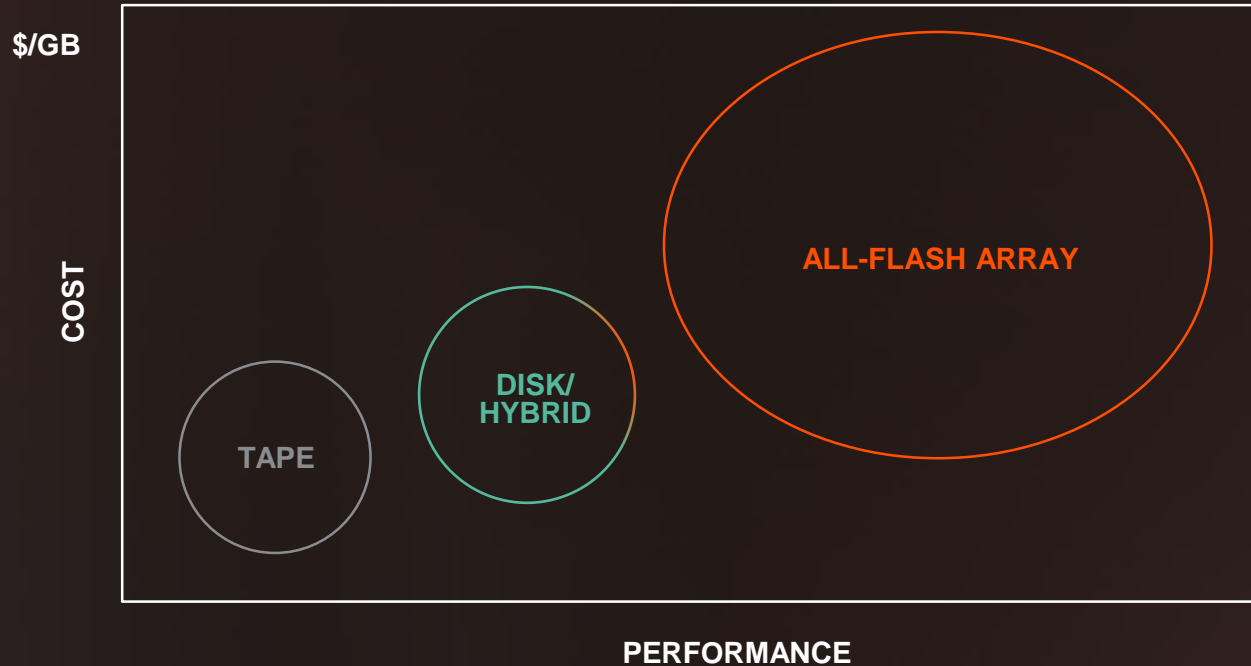 $/GB
COST
ALL-FLASH ARRAY
DISK/
HYBRID
TAPE
PERFORMANCE